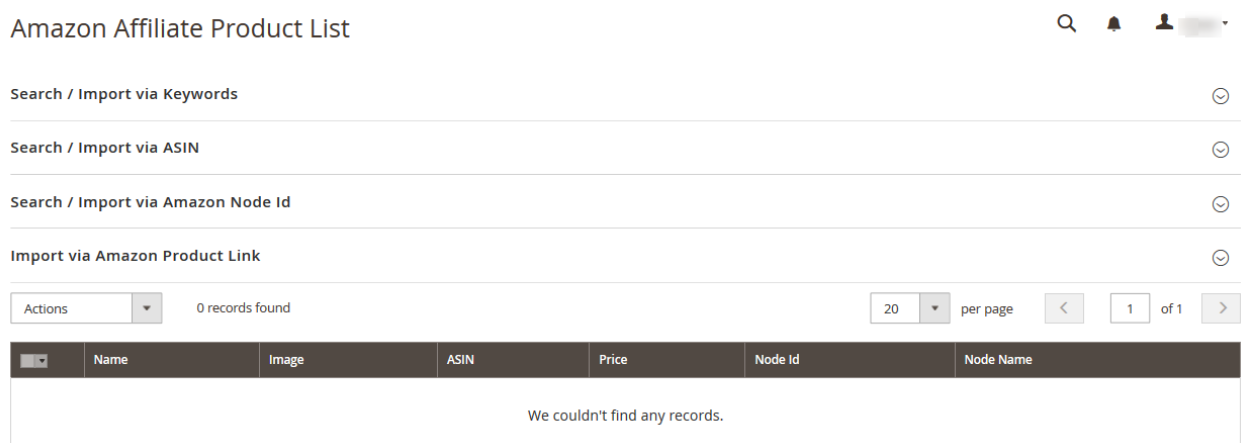 Amazon Affiliate Product List
Search / Import via Keywords
Search / Import via ASIN
Search / Import via Amazon Node Id
Import via Amazon Product Link
Actions 0 records found 20 per page 1 of 1
Name Image ASIN Price Node Id Node Name
We couldn't find any records.